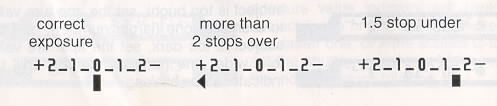 correct
exposure
+2_1_0_1_2–
more than
2 stops over
+2_1_0_1_2–
1.5 stop under
+2_1_0_1_2–